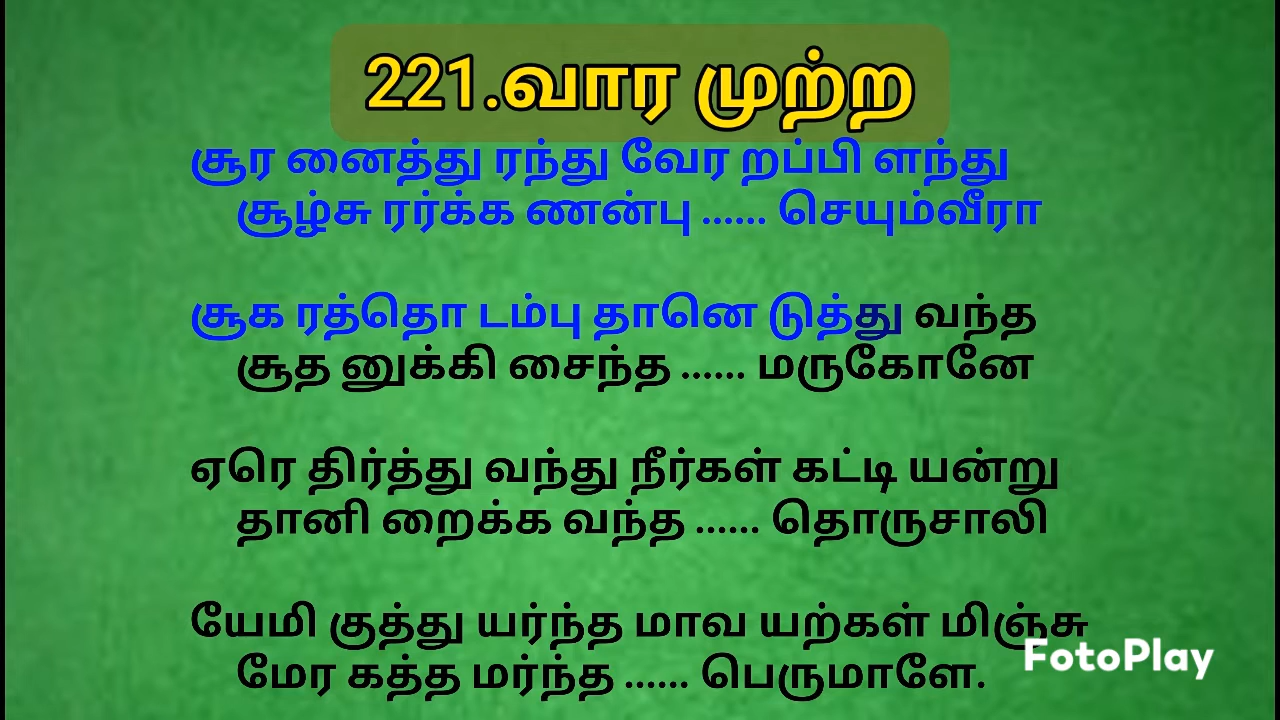 221.வார முற்ற
சூர னைத்து ரந்து வேர றப்பி ளந்து
சூழ்சு ரர்க்க ணன்பு ...... செயும்வீரா
சூக ரத்தொ டம்பு தானெ டுத்து வந்த
சூத னுக்கி சைந்த ...... மருகோனே
ஏரெ திர்த்து வந்து நீர்கள் கட்டி யன்று
தானி றைக்க வந்த ...... தொருசாலி
யேமி குத்து யர்ந்த மாவ யற்கள் மிஞ்சு
மேர கத்த மர்ந்த ...... பெருமாளே.
FotoPlay